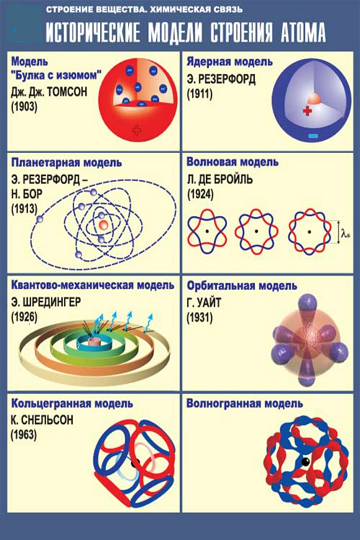 СТРОЕНИЕ ВЕЩЕСТВА. ХИМИЧЕСКАЯ СВЯЗЬ
ИСТОРИЧЕСКИЕ МОДЕЛИ СТРОЕНИЯ АТОМА
Модель
"Булка с изюмом"
Дж. Дж. ТОМСОН
(1903)
Ядерная модель
Э. РЕЗЕРФОРД
(1911)
Планетарная модель
Э. РЕЗЕРФОРД –
Н. БОР
(1913)
Волновая модель
Л. ДЕ БРОЙЛЬ
(1924)
Квантово-механическая модель
Э. ШРЕДИНГЕР
(1926)
Орбитальная модель
Г. УАЙТ
(1931)
Кольцегранная модель
К. СНЕЛЬСОН
(1963)
Волногранная модель